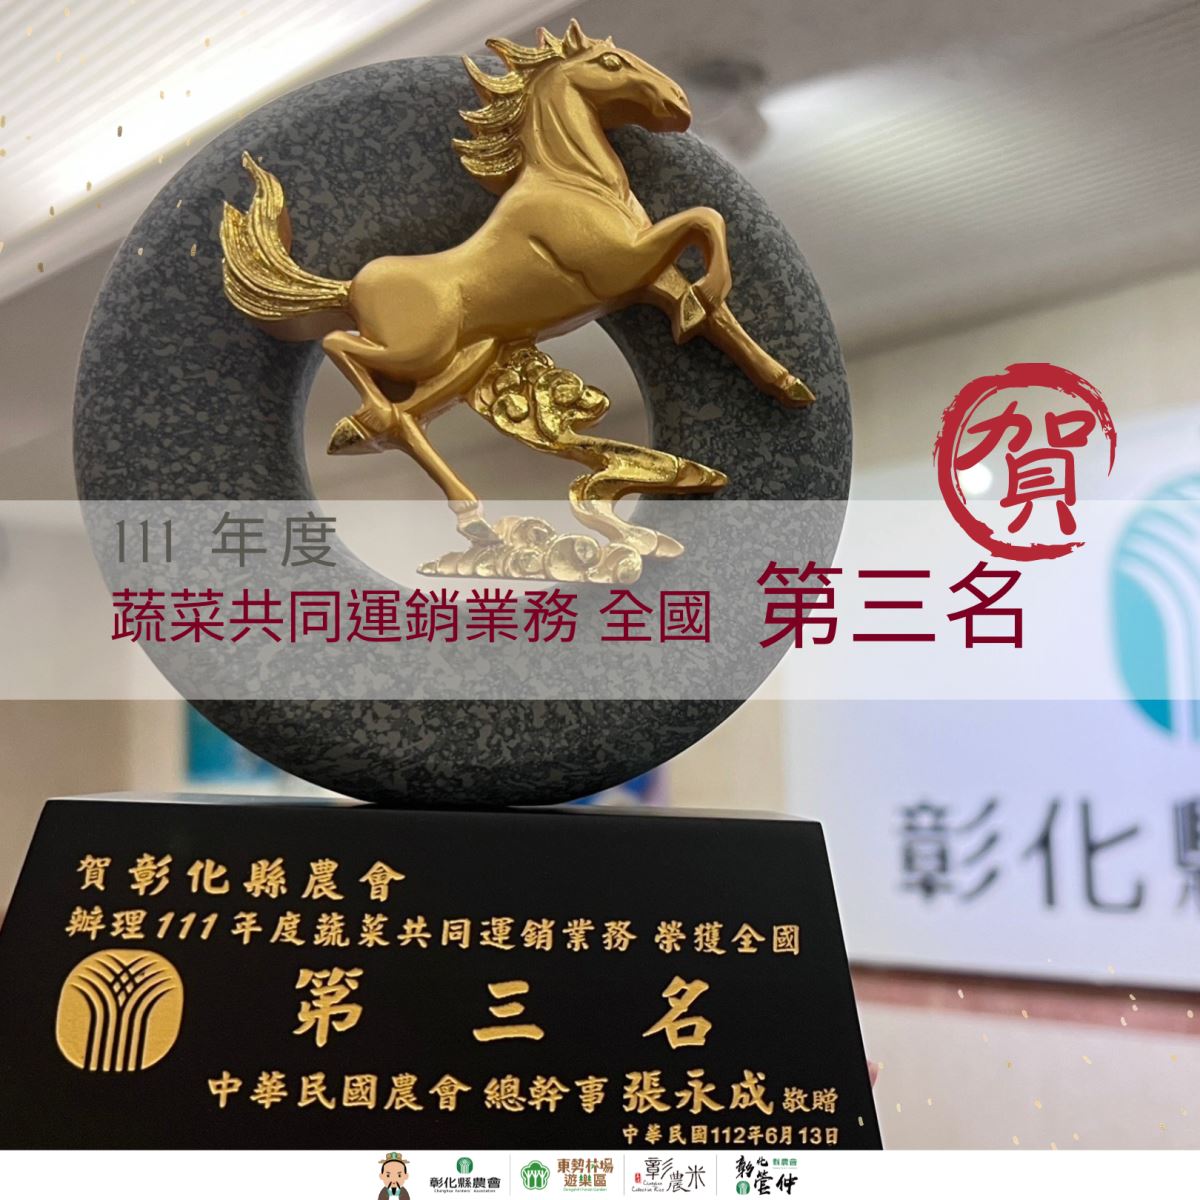 賀
111 年度
蔬菜共同運銷業務 全國 第三名
彰化縣
賀彰化縣農會
辦理111年度蔬菜共同運銷業務 榮獲全國
第 三 名
中華民國農會 總幹事 張永成 敬贈
中華民國112年6月13日
彰化縣農會
東勢林場
遊樂區
彰農米
彰化縣農會
管仲